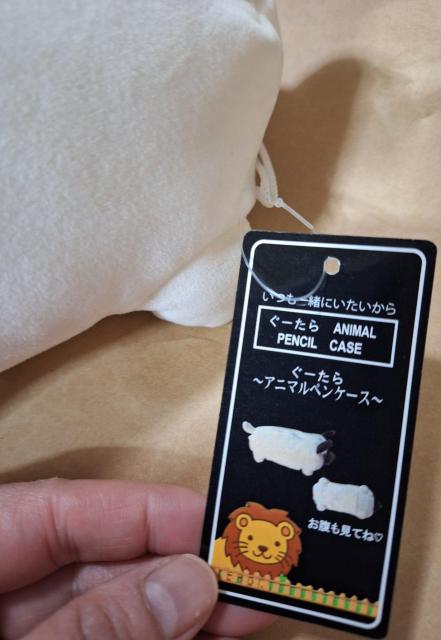 いつも一緒にいたいから
ぐーたら ANIMAL
PENCIL CASE
ぐーたら
～アニマルペンケース～
お腹も見てね♡